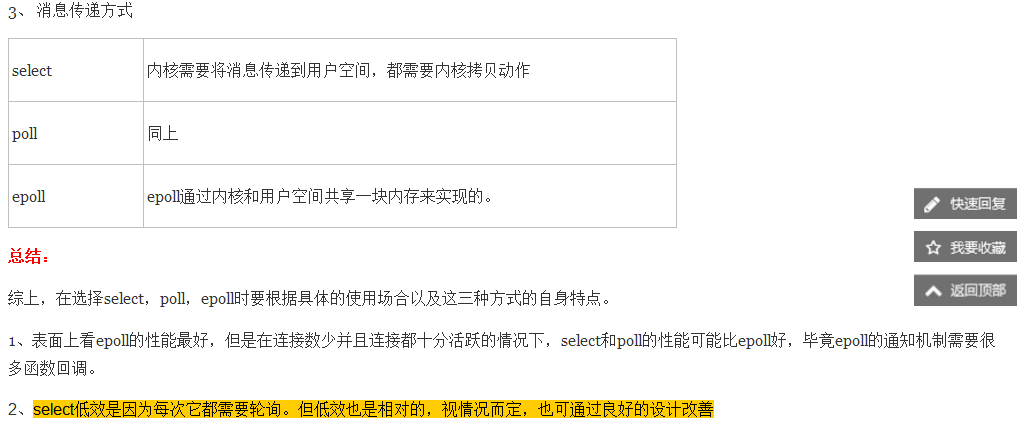 3、 消息传递方式
select 内核需要将消息传递到用户空间，都需要内核拷贝动作
poll 同上
epoll epoll通过内核和用户空间共享一块内存来实现的。
快速回复
我要收藏
返回顶部
总结：
综上，在选择select，poll，epoll时要根据具体的使用场合以及这三种方式的自身特点。
1、表面上看epoll的性能最好，但是在连接数少并且连接都十分活跃的情况下，select和poll的性能可能比epoll好，毕竟epoll的通知机制需要很
多函数回调。
2、select低效是因为每次它都需要轮询。但低效也是相对的，视情况而定，也可通过良好的设计改善